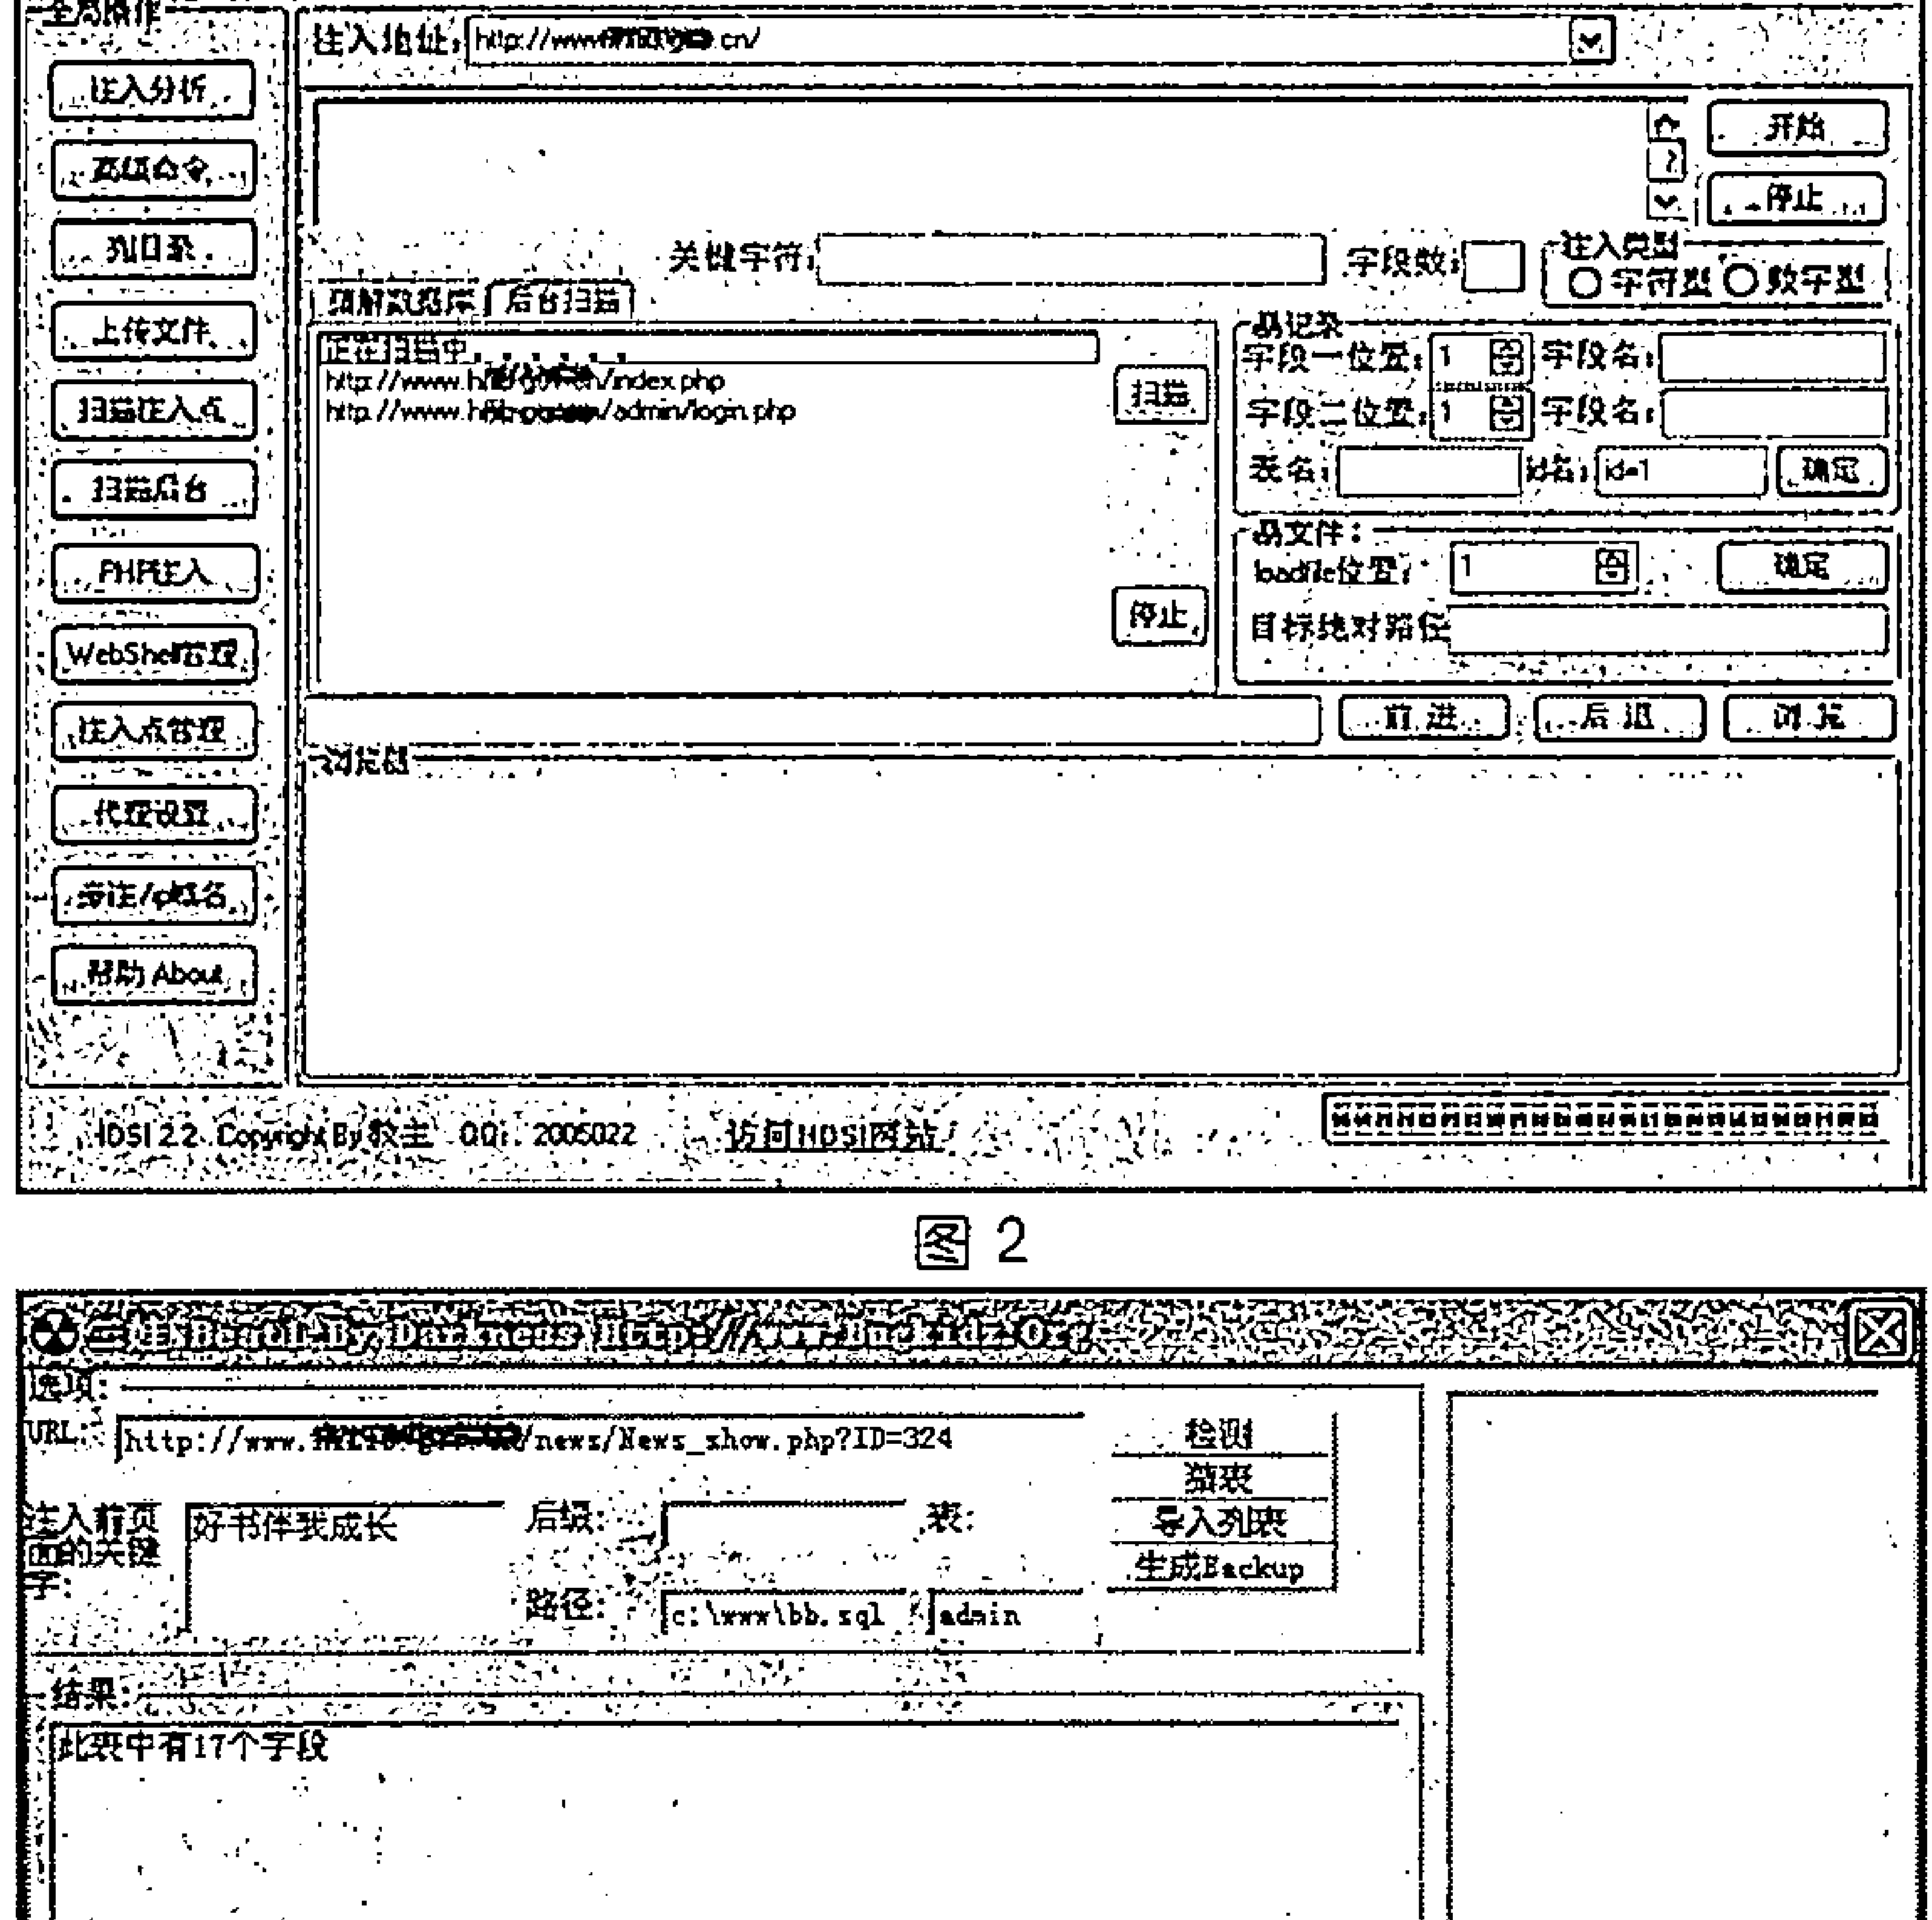 全局操作
注入地址: http://www. .cn/
注入分析
高级命令
列目录
上传文件
扫描注入点
扫描后台
PHP注入
WebShell管理
注入点管理
代理设置
旁注/ip域名
帮助 About
开始
停止
关键字符:
字段数:
注入类型
字符型
数字型
猜解数据库
后台扫描
正在扫描中......
http://www.h /index.php
http://www.h /admin/login.php
扫描
停止
易记录
字段一位置: 1 字段名:
字段二位置: 1 字段名:
表名: id名: id=1 确定
易文件:
loadfile位置: 1 确定
目标绝对路径
前 进
后 退
浏 览
浏览器
HDSI 2.2 Copyright By 教主 QQ: 2005022 访问HDSI网站
图 2
By Darkness Http://www.
选项:
URL: http://www. /news/News_show.php?ID=324
检测
猜表
导入列表
生成Backup
注入前页面的关键字:
好书伴我成长
后缀:
表:
路径: c:\www\bb.sql admin
结果:
此表中有17个字段